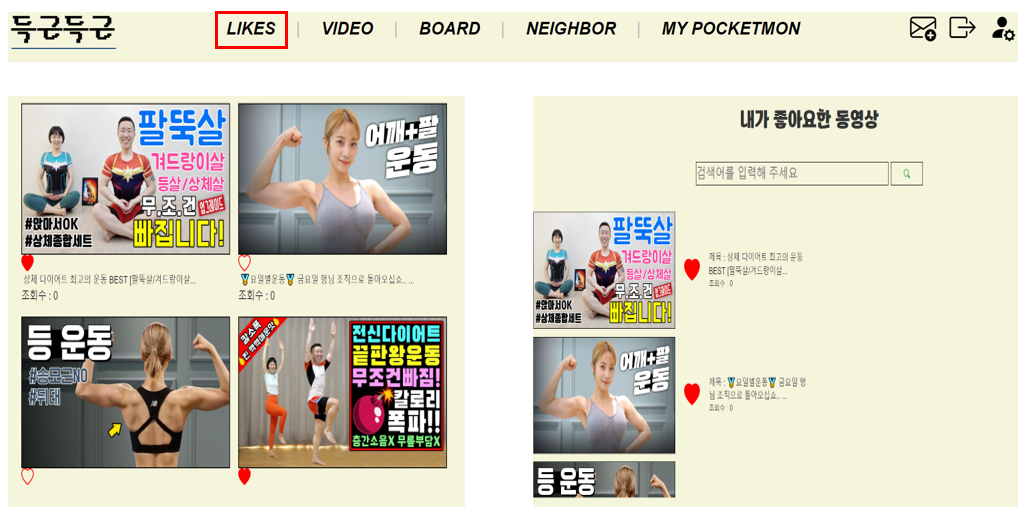 득근득근
LIKES | VIDEO | BOARD | NEIGHBOR | MY POCKETMON
팔뚝살
겨드랑이살
등살/상체살
무.조.건 업그레이드
빠집니다!
#앉아서OK
#상체종합세트
상체 다이어트 최고의 운동 BEST [팔뚝살/겨드랑이살...
조회수 : 0
어깨+팔
운동
🏅요일별운동🏅 금요일 형님 조직으로 돌아오십쇼.. ...
조회수 : 0
등 운동
#승모근NO
#뒤태
칼소폭
전신다이어트
끝판왕운동
무조건빠짐!
칼로리
폭파!!
층간소음X 무릎부담X
내가 좋아요한 동영상
검색어를 입력해 주세요
팔뚝살
겨드랑이살
등살/상체살
무.조.건 업그레이드
빠집니다!
#앉아서OK
#상체종합세트
제목 : 상체 다이어트 최고의 운동
BEST [팔뚝살/겨드랑이살...
조회수 : 0
어깨+팔
운동
제목 : 🏅요일별운동🏅 금요일 형
님 조직으로 돌아오십쇼.. ...
조회수 : 0
등 운동